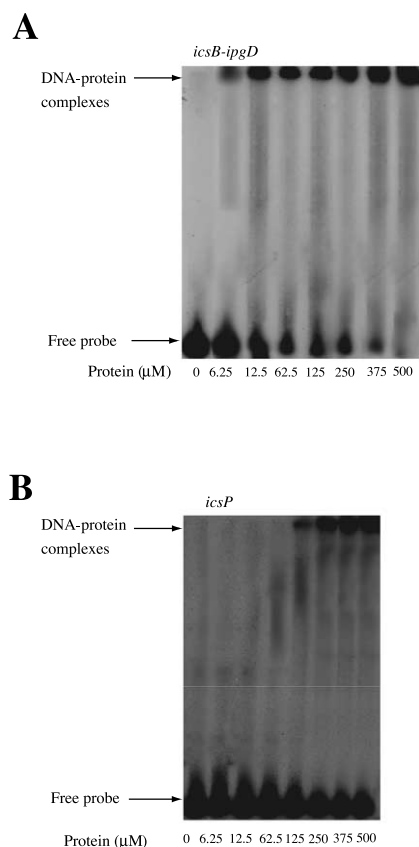 A
icsB-ipgD
DNA-protein
complexes
Free probe
Protein (µM) 0 6.25 12.5 62.5 125 250 375 500
B
icsP
DNA-protein
complexes
Free probe
Protein (µM) 0 6.25 12.5 62.5 125 250 375 500